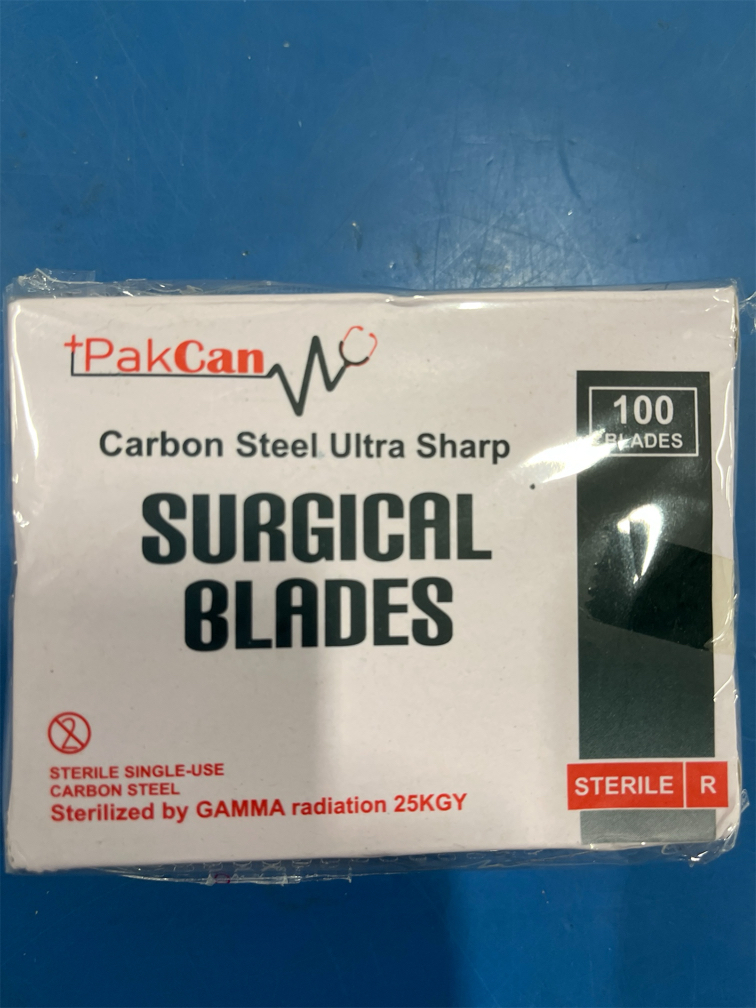 +PakCan
Carbon Steel Ultra Sharp
SURGICAL
BLADES
100
BLADES
2
STERILE SINGLE-USE
CARBON STEEL
Sterilized by GAMMA radiation 25KGY
STERILE R